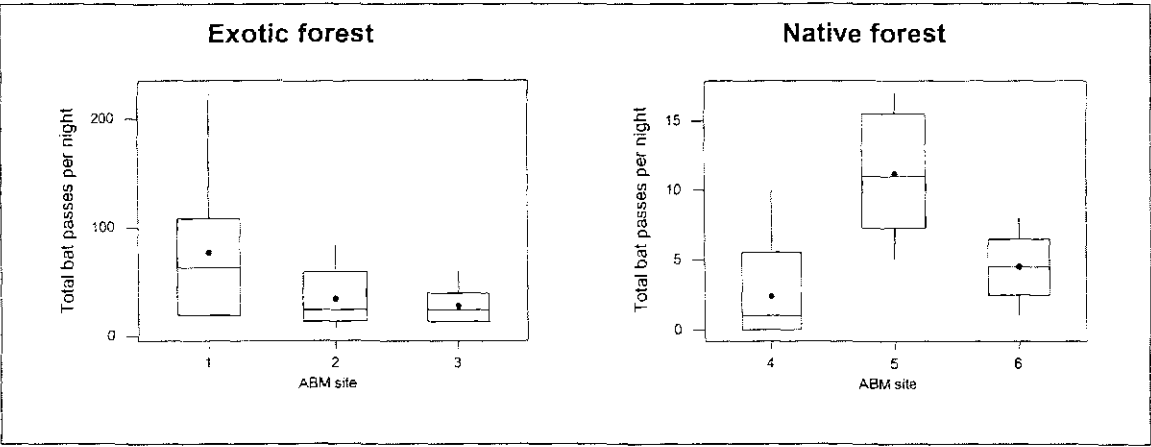 Exotic forest
Total bat passes per night
200
100
0
1 2 3
ABM site
Native forest
Total bat passes per night
15
10
5
0
4 5 6
ABM site